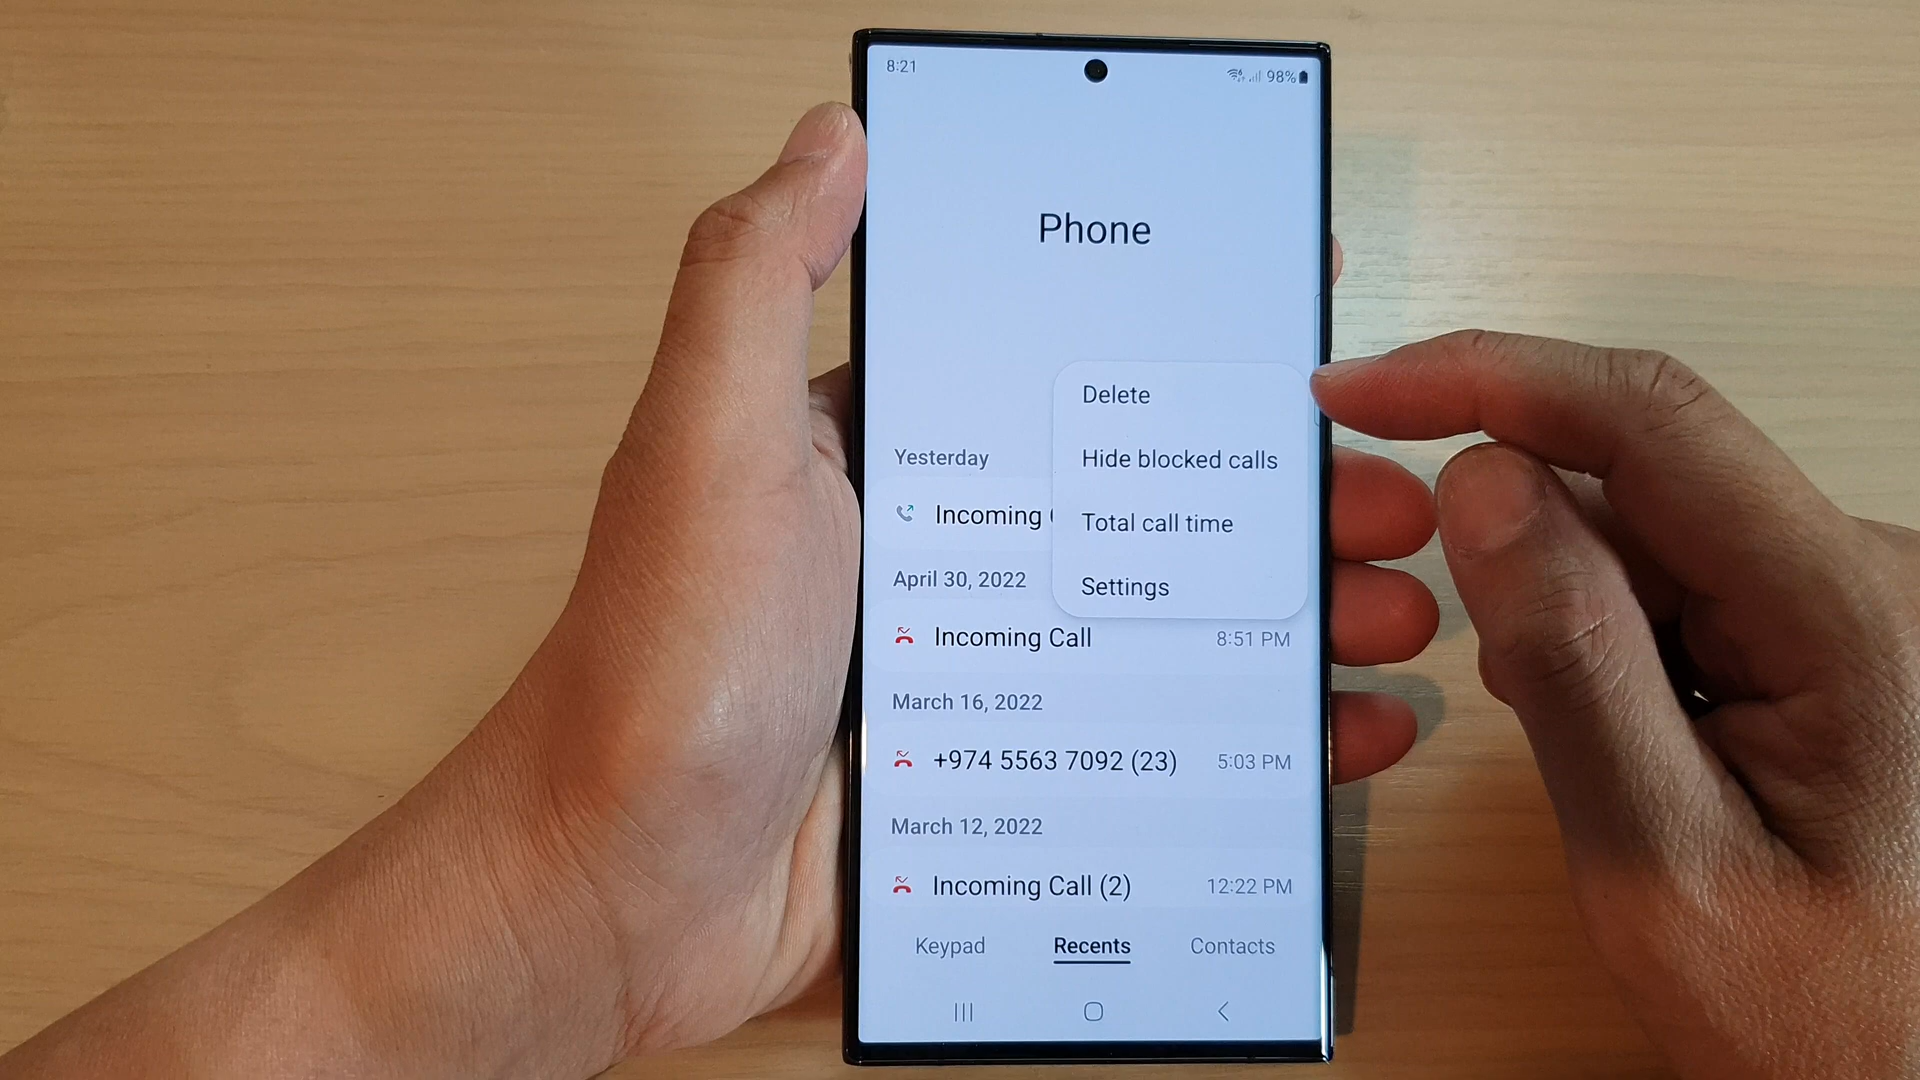 8:21
98%
Phone
Delete
Hide blocked calls
Total call time
Settings
Yesterday
Incoming
April 30, 2022
Incoming Call 8:51 PM
March 16, 2022
+974 5563 7092 (23) 5:03 PM
March 12, 2022
Incoming Call (2) 12:22 PM
Keypad Recents Contacts